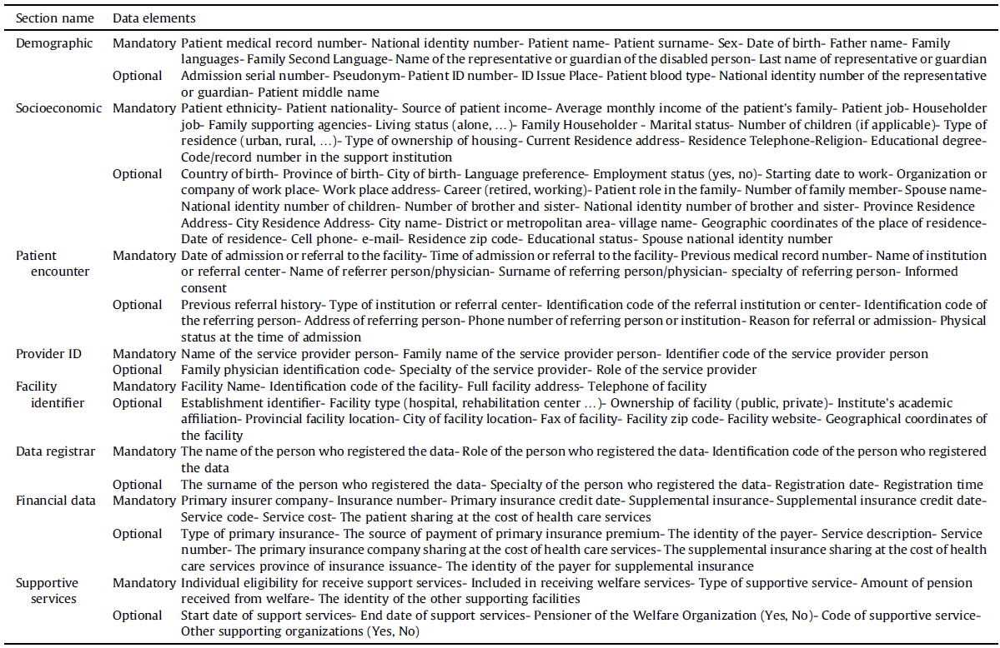 Section name Data elements
Demographic Mandatory Patient medical record number- National identity number- Patient name- Patient surname- Sex- Date of birth- Father name- Family
languages- Family Second Language- Name of the representative or guardian of the disabled person- Last name of representative or guardian
Optional Admission serial number- Pseudonym- Patient ID number- ID Issue Place- Patient blood type- National identity number of the representative
or guardian- Patient middle name
Socioeconomic Mandatory Patient ethnicity- Patient nationality- Source of patient income- Average monthly income of the patient's family- Patient job- Householder
job- Family supporting agencies- Living status (alone, …)- Family Householder - Marital status- Number of children (if applicable)- Type of
residence (urban, rural, …)- Type of ownership of housing- Current Residence address- Residence Telephone-Religion- Educational degree-
Code/record number in the support institution
Optional Country of birth- Province of birth- City of birth- Language preference- Employment status (yes, no)- Starting date to work- Organization or
company of work place- Work place address- Career (retired, working)- Patient role in the family- Number of family member- Spouse name-
National identity number of children- Number of brother and sister- National identity number of brother and sister- Province Residence
Address- City Residence Address- City name- District or metropolitan area- village name- Geographic coordinates of the place of residence-
Date of residence- Cell phone- e-mail- Residence zip code- Educational status- Spouse national identity number
Patient Mandatory Date of admission or referral to the facility- Time of admission or referral to the facility- Previous medical record number- Name of institution
encounter or referral center- Name of referrer person/physician- Surname of referring person/physician- specialty of referring person- Informed
consent
Optional Previous referral history- Type of institution or referral center- Identification code of the referral institution or center- Identification code of
the referring person- Address of referring person- Phone number of referring person or institution- Reason for referral or admission- Physical
status at the time of admission
Provider ID Mandatory Name of the service provider person- Family name of the service provider person- Identifier code of the service provider person
Optional Family physician identification code- Specialty of the service provider- Role of the service provider
Facility Mandatory Facility Name- Identification code of the facility- Full facility address- Telephone of facility
identifier Optional Establishment identifier- Facility type (hospital, rehabilitation center …)- Ownership of facility (public, private)- Institute's academic
affiliation- Provincial facility location- City of facility location- Fax of facility- Facility zip code- Facility website- Geographical coordinates of
the facility
Data registrar Mandatory The name of the person who registered the data- Role of the person who registered the data- Identification code of the person who registered
the data
Optional The surname of the person who registered the data- Specialty of the person who registered the data- Registration date- Registration time
Financial data Mandatory Primary insurer company- Insurance number- Primary insurance credit date- Supplemental insurance- Supplemental insurance credit date-
Service code- Service cost- The patient sharing at the cost of health care services
Optional Type of primary insurance- The source of payment of primary insurance premium- The identity of the payer- Service description- Service
number- The primary insurance company sharing at the cost of health care services- The supplemental insurance sharing at the cost of health
care services province of insurance issuance- The identity of the payer for supplemental insurance
Supportive Mandatory Individual eligibility for receive support services- Included in receiving welfare services- Type of supportive service- Amount of pension
services received from welfare- The identity of the other supporting facilities
Optional Start date of support services- End date of support services- Pensioner of the Welfare Organization (Yes, No)- Code of supportive service-
Other supporting organizations (Yes, No)